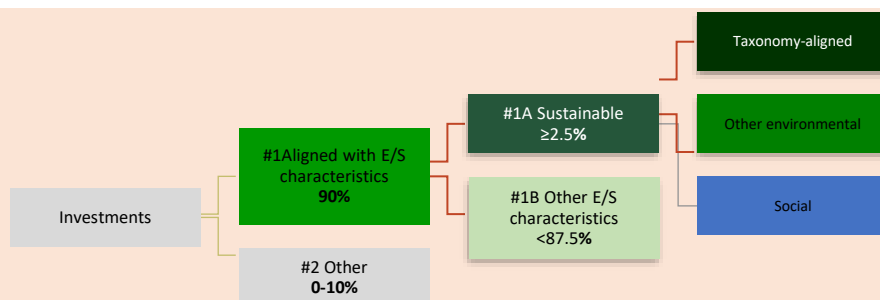 Investments
#1Aligned with E/S
characteristics
90%
#2 Other
0-10%
#1A Sustainable
≥2.5%
#1B Other E/S
characteristics
<87.5%
Taxonomy-aligned
Other environmental
Social